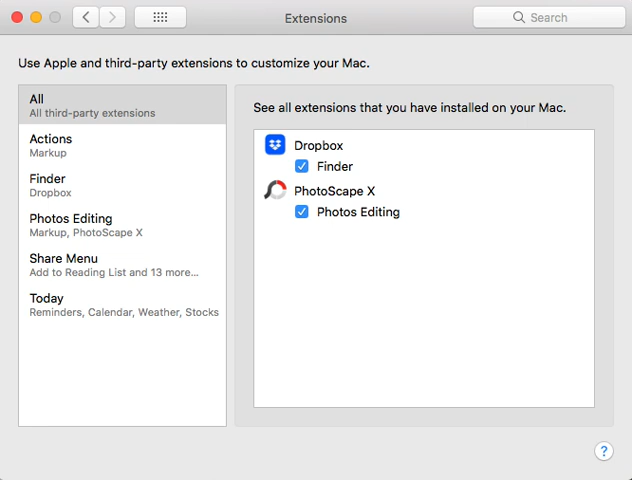 Extensions
Search
Use Apple and third-party extensions to customize your Mac.
All
All third-party extensions
Actions
Markup
Finder
Dropbox
Photos Editing
Markup, PhotoScape X
Share Menu
Add to Reading List and 13 more...
Today
Reminders, Calendar, Weather, Stocks
See all extensions that you have installed on your Mac.
Dropbox
Finder
PhotoScape X
Photos Editing
?